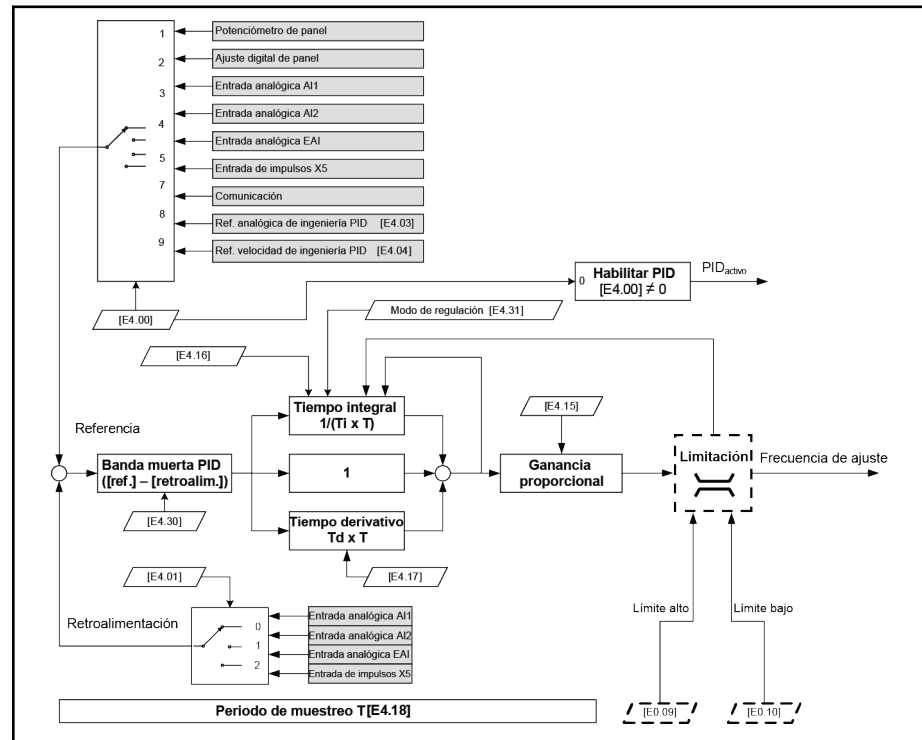 1 Potenciómetro de panel
2 Ajuste digital de panel
3 Entrada analógica AI1
4 Entrada analógica AI2
Entrada analógica EAI
5 Entrada de impulsos X5
7 Comunicación
8 Ref. analógica de ingeniería PID [E4.03]
9 Ref. velocidad de ingeniería PID [E4.04]
[E4.00]
0 Habilitar PID
[E4.00] ≠ 0
PIDactivo
Modo de regulación [E4.31]
[E4.16]
Tiempo integral
1/(Ti x T)
[E4.15]
Referencia
Banda muerta PID
([ref.] – [retroalim.])
1
Ganancia
proporcional
Limitación
Frecuencia de ajuste
[E4.30]
Tiempo derivativo
Td x T
[E4.17]
[E4.01]
Retroalimentación
0
1
2
Entrada analógica AI1
Entrada analógica AI2
Entrada analógica EAI
Entrada de impulsos X5
Límite alto
Límite bajo
[E0.09]
[E0.10]
Periodo de muestreo T[E4.18]